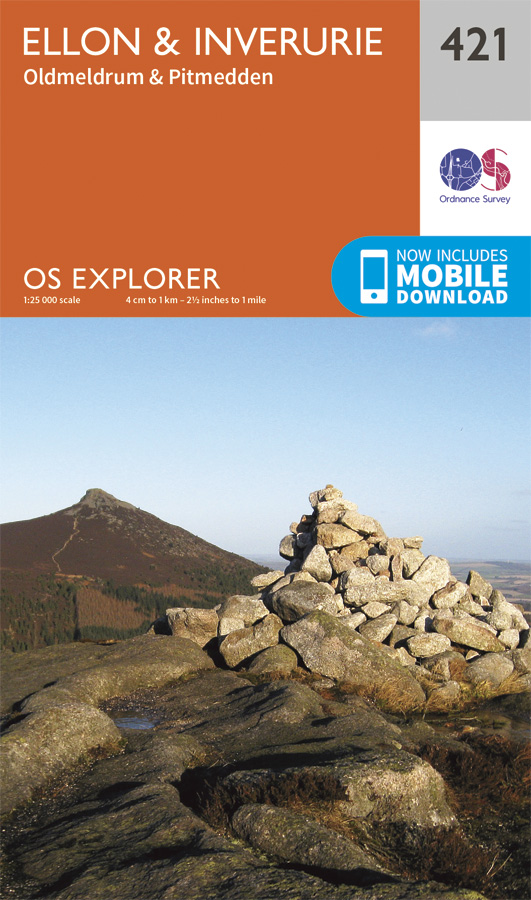 ELLON & INVERURIE
Oldmeldrum & Pitmedden
421
Ordnance Survey
OS EXPLORER
1:25 000 scale 4 cm to 1 km – 2½ inches to 1 mile
NOW INCLUDES
MOBILE
DOWNLOAD